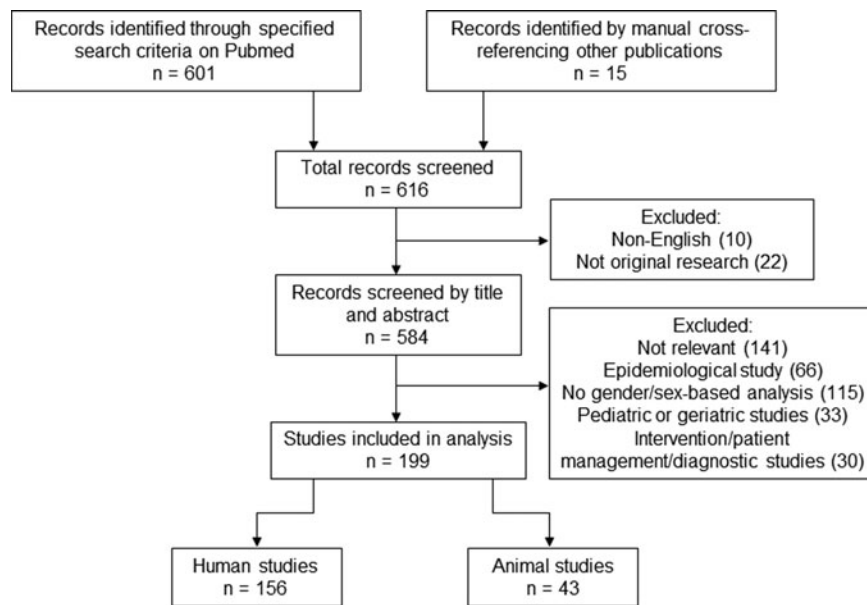 Records identified through specified
search criteria on Pubmed
n = 601
Records identified by manual cross-
referencing other publications
n = 15
Total records screened
n = 616
Excluded:
Non-English (10)
Not original research (22)
Records screened by title
and abstract
n = 584
Excluded:
Not relevant (141)
Epidemiological study (66)
No gender/sex-based analysis (115)
Pediatric or geriatric studies (33)
Intervention/patient
management/diagnostic studies (30)
Studies included in analysis
n = 199
Human studies
n = 156
Animal studies
n = 43